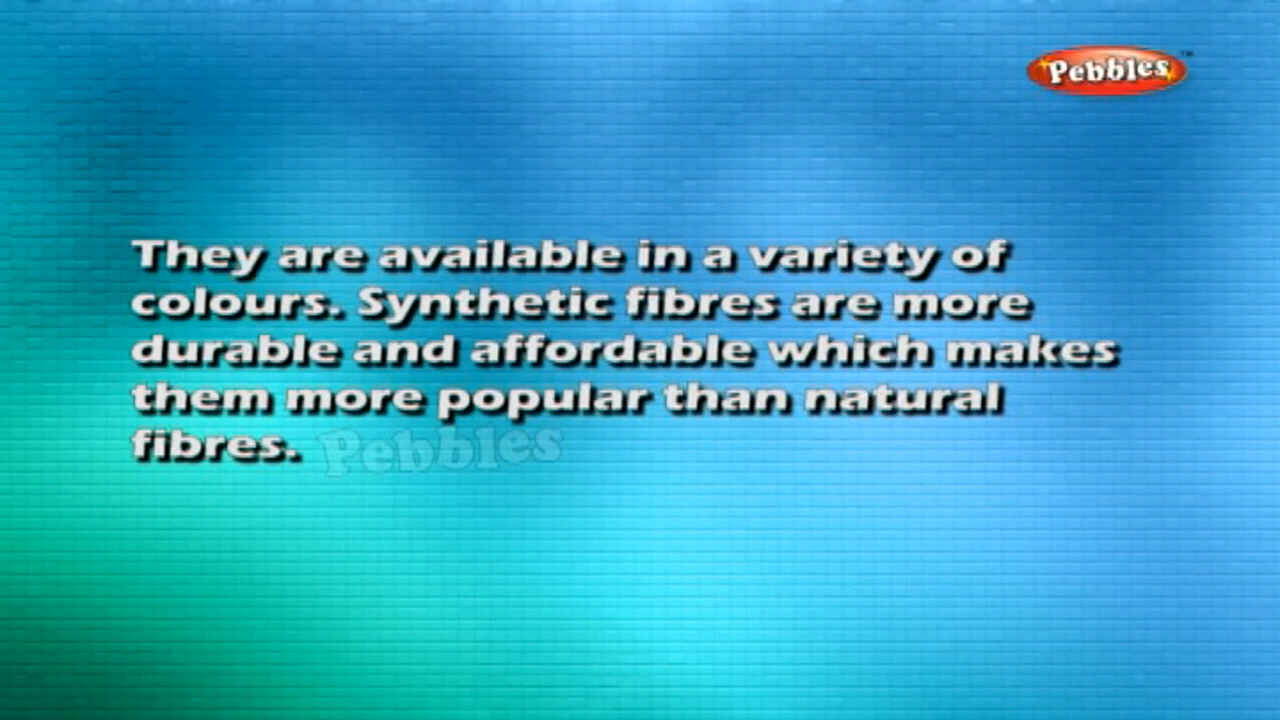 Pebbles™
They are available in a variety of
colours. Synthetic fibres are more
durable and affordable which makes
them more popular than natural
fibres.
Pebbles